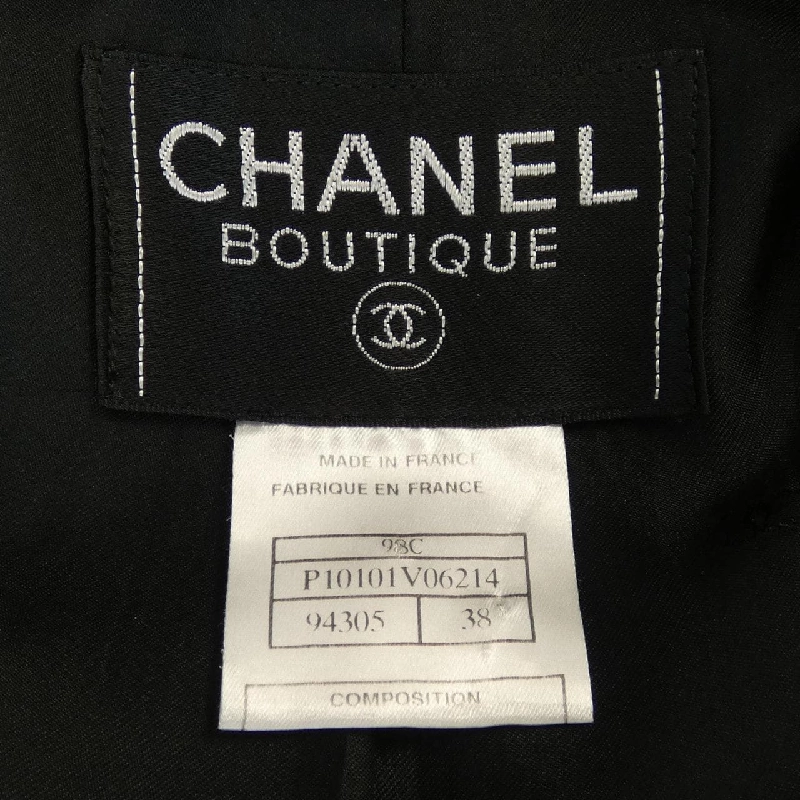 CHANEL
BOUTIQUE
MADE IN FRANCE
FABRIQUE EN FRANCE
98C
P10101V06214
94305 38
COMPOSITION